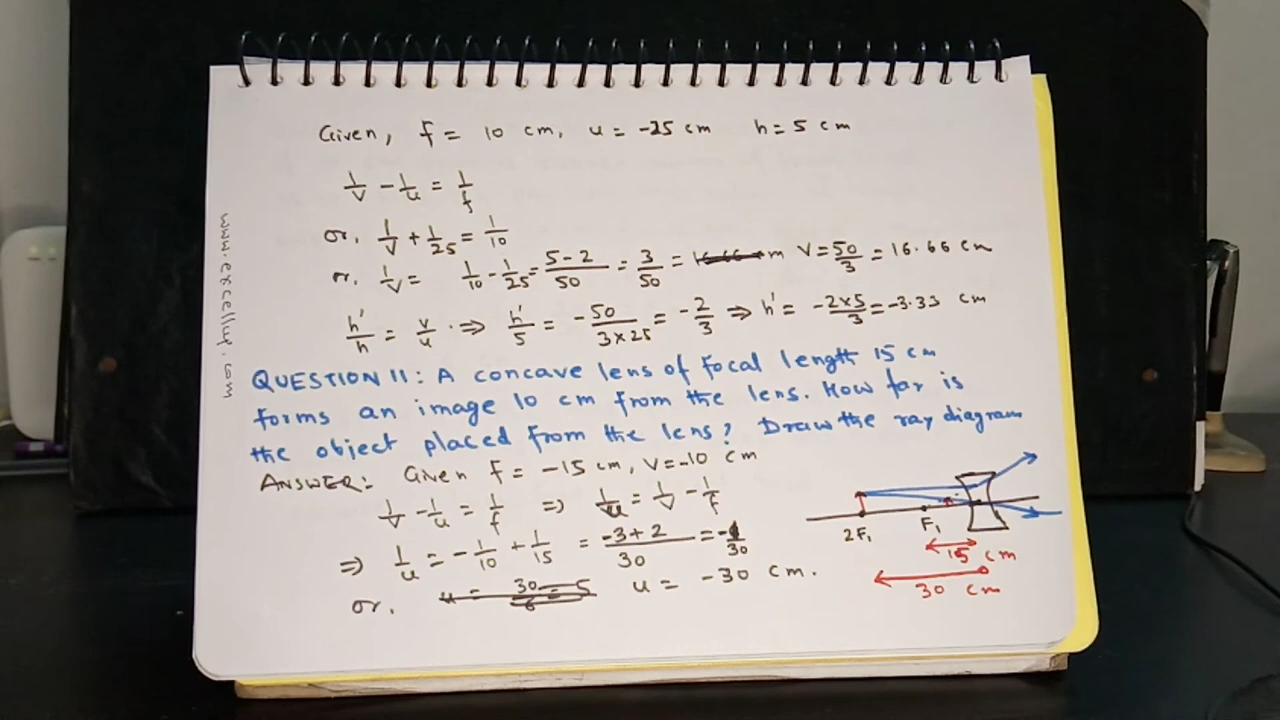 Given, f = 10 cm, u = -25 cm h = 5 cm
1/v - 1/u = 1/f
or, 1/v + 1/25 = 1/10
or, 1/v = 1/10 - 1/25 = 5-2/50 = 3/50 = v = 50/3 = 16.66 cm
h'/h = v/u ⇒ h'/5 = -50/3×25 = -2/3 ⇒ h' = -2×5/3 = -3.33 cm
QUESTION 11: A concave lens of focal length 15 cm
forms an image 10 cm from the lens. How far is
the object placed from the lens? Draw the ray diagram
ANSWER: Given f = -15 cm, v = -10 cm
1/v - 1/u = 1/f ⇒ 1/u = 1/v - 1/f
⇒ 1/u = -1/10 + 1/15 = -3+2/30 = -1/30
or, u = -30 cm.
2F₁ F₁
15 cm
30 cm
www.excellup.com